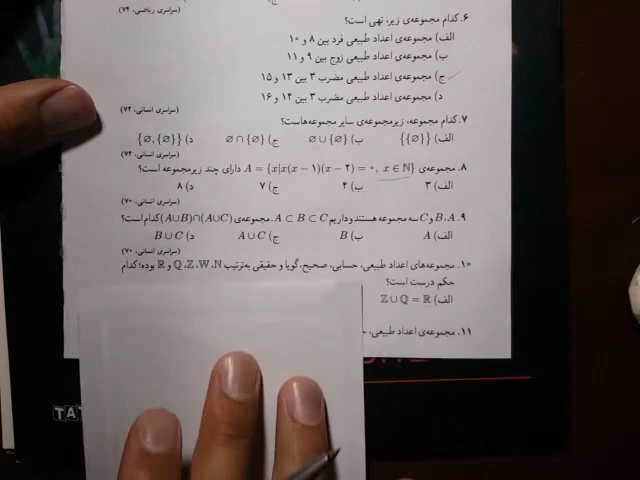 (سراسری ریاضی، ۷۴)
۶. کدام مجموعه‌ی زیر، تهی است؟
الف) مجموعه‌ی اعداد طبیعی فرد بین ۸ و ۱۰
ب) مجموعه‌ی اعداد طبیعی زوج بین ۹ و ۱۱
ج) مجموعه‌ی اعداد طبیعی مضرب ۳ بین ۱۳ و ۱۵
د) مجموعه‌ی اعداد طبیعی مضرب ۳ بین ۱۴ و ۱۶
(سراسری انسانی، ۷۲)
۷. کدام مجموعه، زیرمجموعه‌ی سایر مجموعه‌هاست؟
الف) {{∅}} ب) ∅∪{∅} ج) ∅∩{∅} د) {∅,{∅}}
(سراسری انسانی، ۷۴)
۸. مجموعه‌ی A = {x|x(x−۱)(x−۲)=۰, x∈ℕ} دارای چند زیرمجموعه است؟
الف) ۳ ب) ۴ ج) ۷ د) ۸
(سراسری انسانی، ۷۰)
۹. A، B و C سه مجموعه هستند و داریم A⊂B⊂C. مجموعه‌ی (A∪B)∩(A∪C) کدام است؟
الف) A ب) B ج) A∪C د) B∪C
(سراسری انسانی، ۷۰)
۱۰. مجموعه‌های اعداد طبیعی، حسابی، صحیح، گویا و حقیقی به‌ترتیب ℕ، W، ℤ، ℚ و ℝ بوده؛ کدام
حکم درست است؟
الف) ℤ∪ℚ=ℝ
۱۱. مجموعه‌ی اعداد طبیعی،
TAT